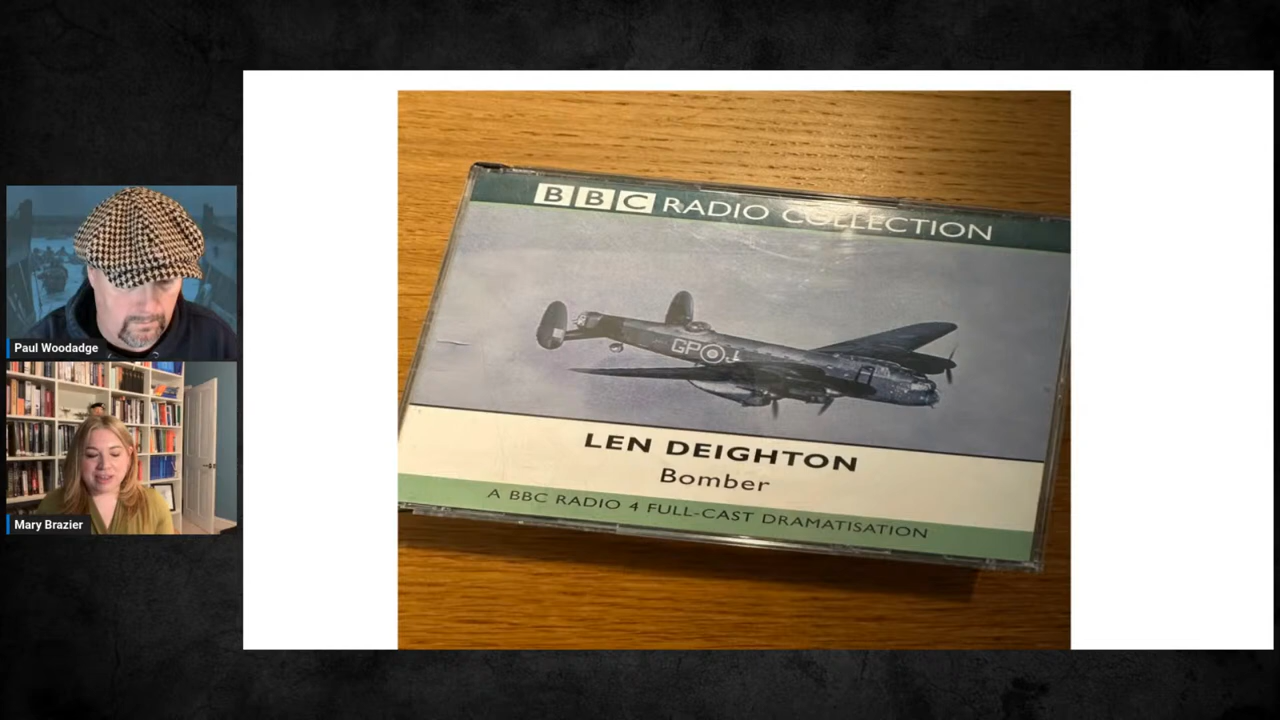 Paul Woodadge
Mary Brazier
BBC RADIO COLLECTION
GP J
LEN DEIGHTON
Bomber
A BBC RADIO 4 FULL-CAST DRAMATISATION